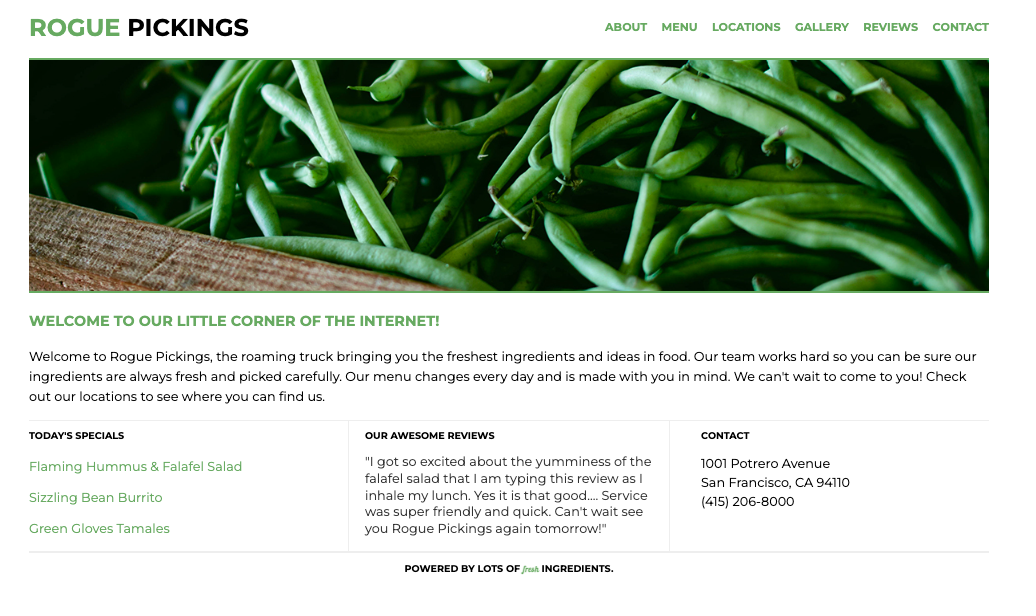 ROGUE PICKINGS
ABOUT MENU LOCATIONS GALLERY REVIEWS CONTACT
WELCOME TO OUR LITTLE CORNER OF THE INTERNET!
Welcome to Rogue Pickings, the roaming truck bringing you the freshest ingredients and ideas in food. Our team works hard so you can be sure our
ingredients are always fresh and picked carefully. Our menu changes every day and is made with you in mind. We can't wait to come to you! Check
out our locations to see where you can find us.
TODAY'S SPECIALS
Flaming Hummus & Falafel Salad
Sizzling Bean Burrito
Green Gloves Tamales
OUR AWESOME REVIEWS
"I got so excited about the yumminess of the
falafel salad that I am typing this review as I
inhale my lunch. Yes it is that good.... Service
was super friendly and quick. Can't wait see
you Rogue Pickings again tomorrow!"
CONTACT
1001 Potrero Avenue
San Francisco, CA 94110
(415) 206-8000
POWERED BY LOTS OF fresh INGREDIENTS.